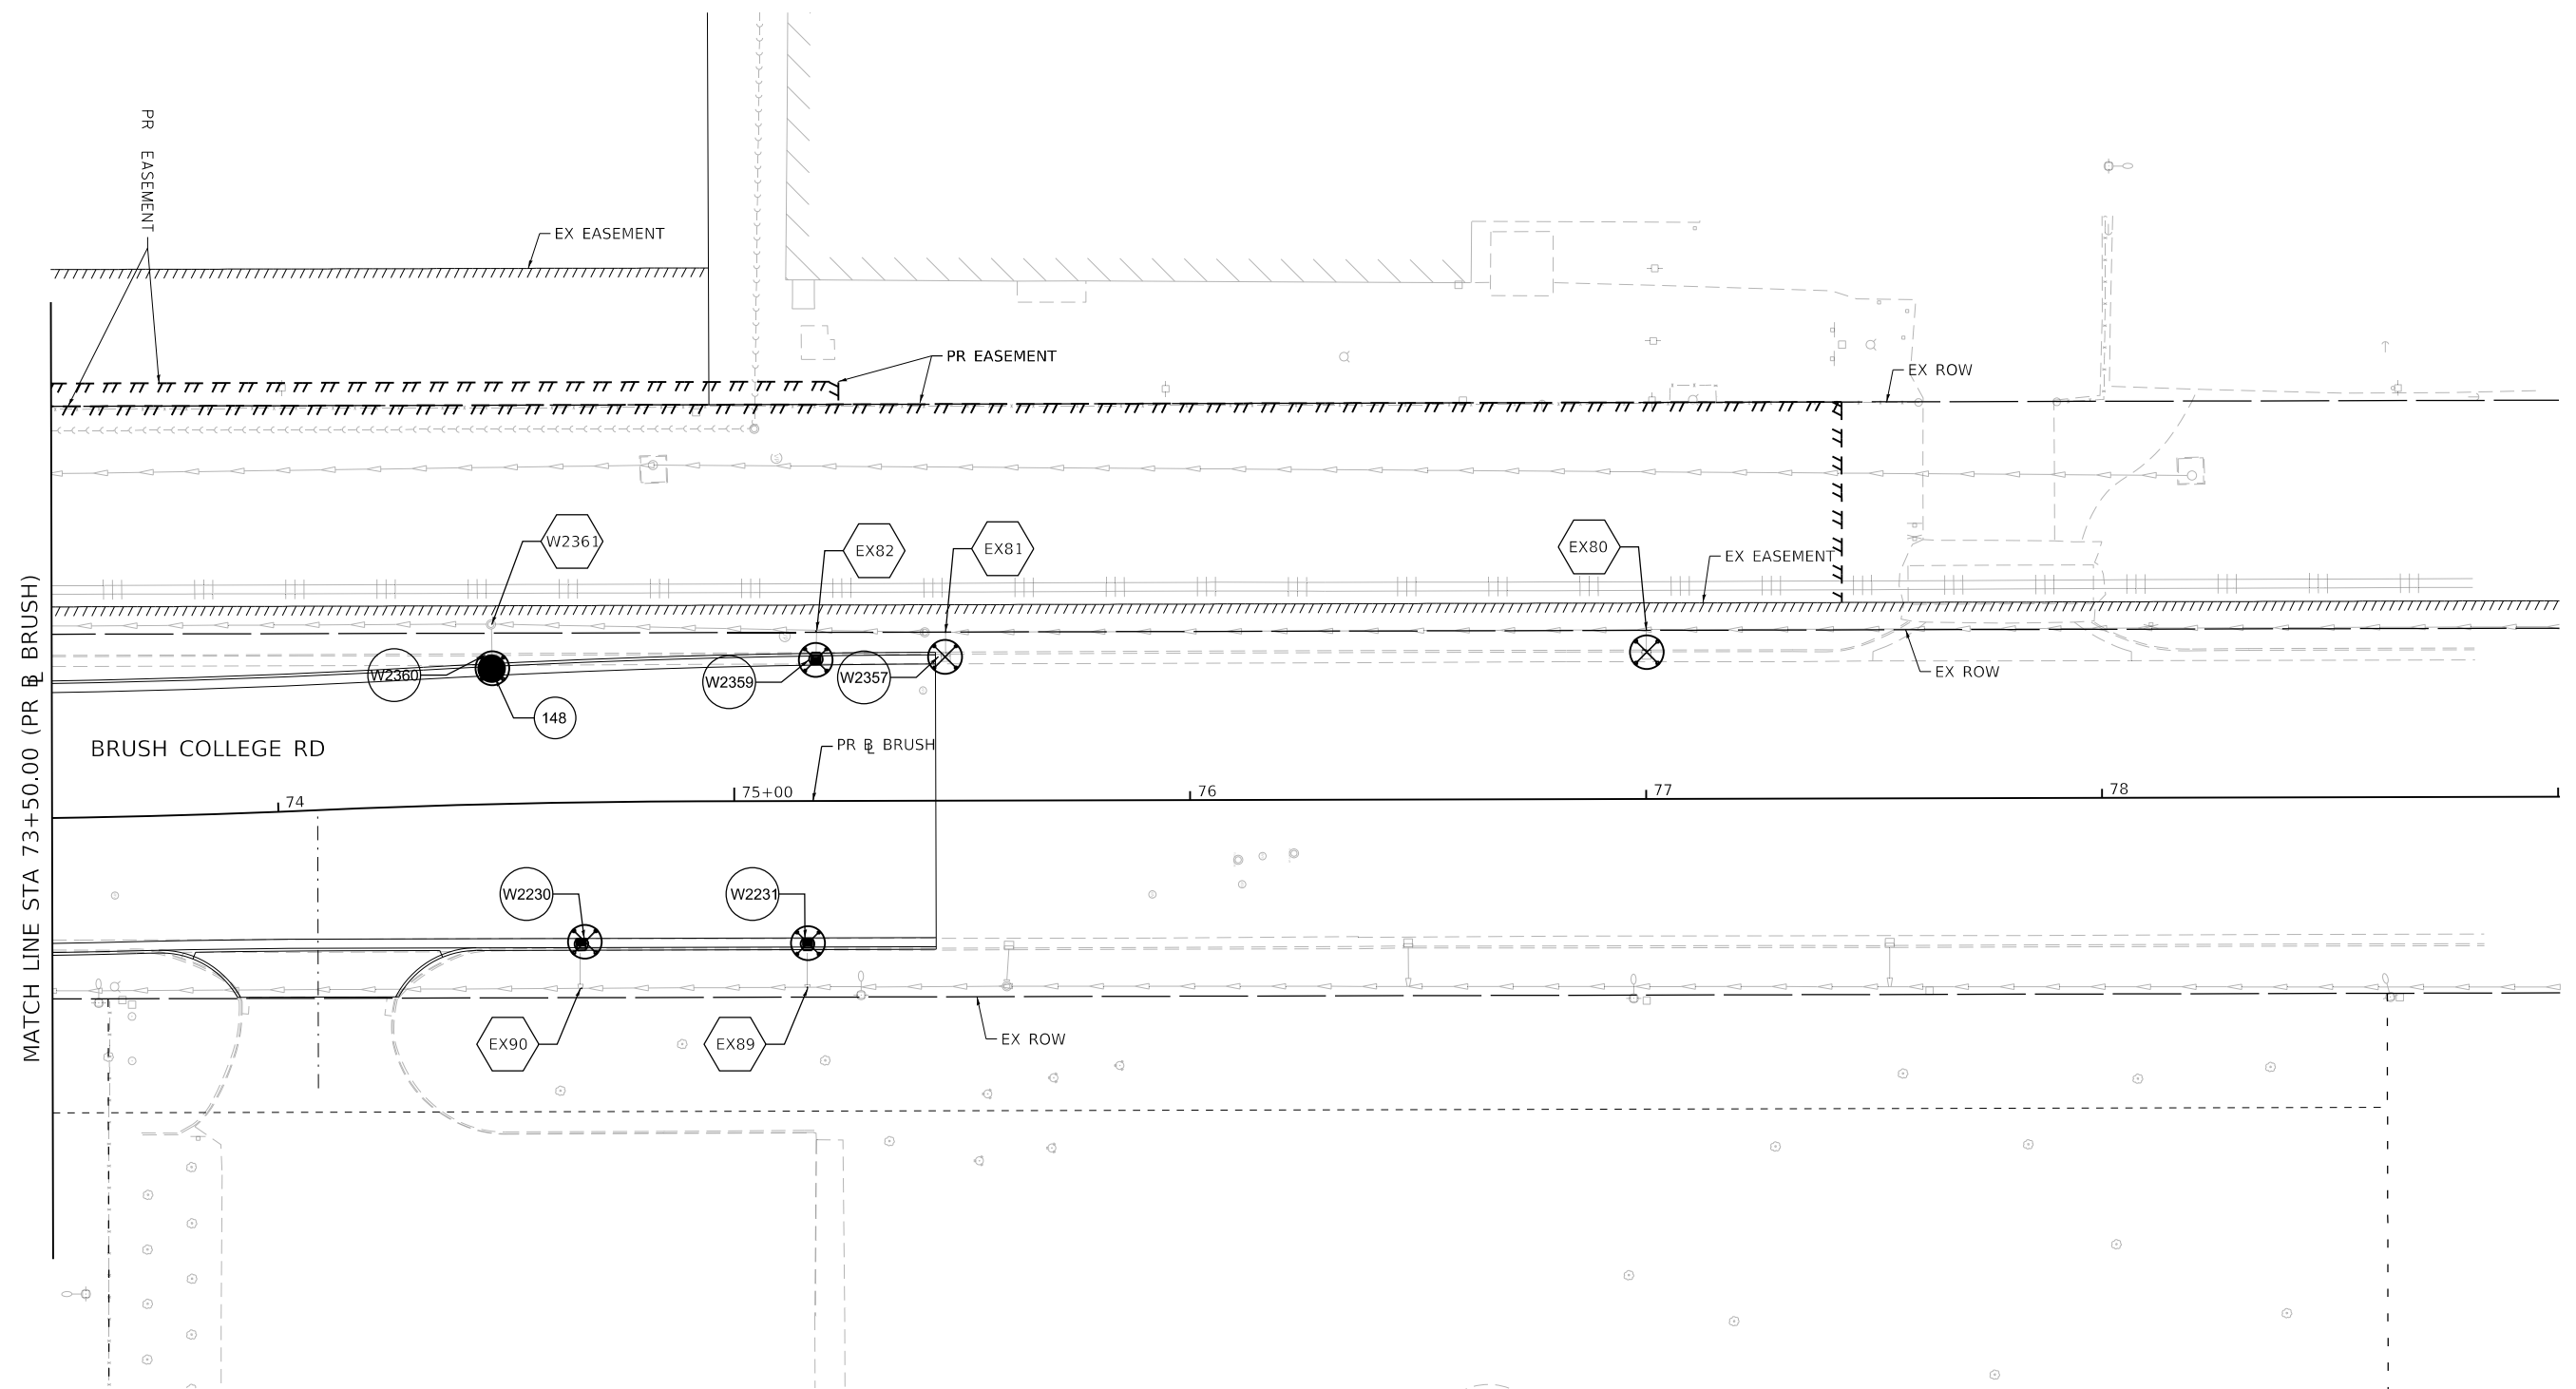 PR EASEMENT
EX EASEMENT
PR EASEMENT
EX ROW
W2361
EX82
EX81
EX80
EX EASEMENT
W2360
W2359
W2357
EX ROW
148
BRUSH COLLEGE RD
PR ⅊ BRUSH
74
75+00
76
77
78
MATCH LINE STA 73+50.00 (PR ⅊ BRUSH)
W2230
W2231
EX90
EX89
EX ROW